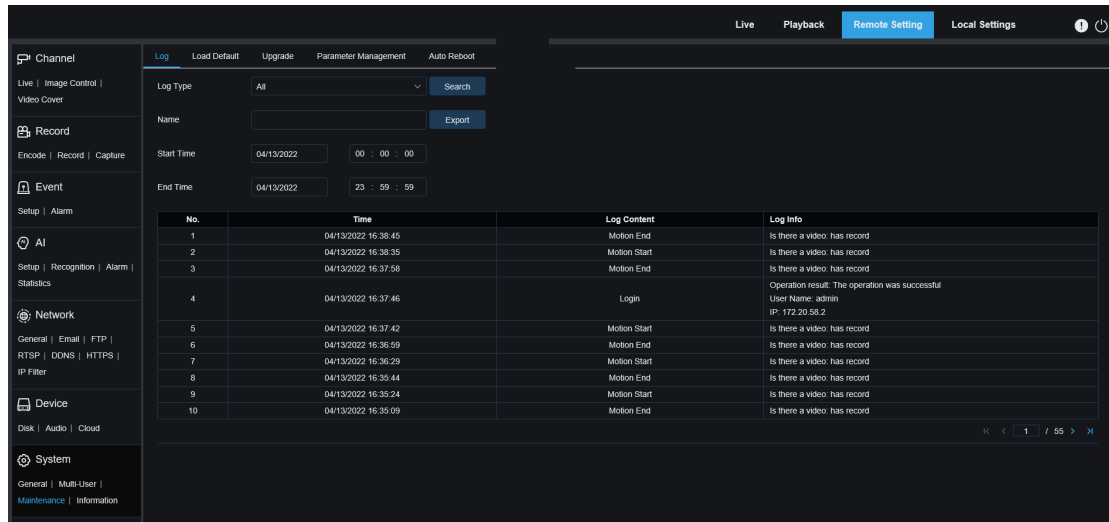 Live Playback Remote Setting Local Settings
Channel
Live | Image Control |
Video Cover
Record
Encode | Record | Capture
Event
Setup | Alarm
AI
Setup | Recognition | Alarm |
Statistics
Network
General | Email | FTP |
RTSP | DDNS | HTTPS |
IP Filter
Device
Disk | Audio | Cloud
System
General | Multi-User |
Maintenance | Information
Log Load Default Upgrade Parameter Management Auto Reboot
Log Type All Search
Name Export
Start Time 04/13/2022 00 : 00 : 00
End Time 04/13/2022 23 : 59 : 59
No. Time Log Content Log Info
1 04/13/2022 16:38:45 Motion End Is there a video: has record
2 04/13/2022 16:38:35 Motion Start Is there a video: has record
3 04/13/2022 16:37:58 Motion End Is there a video: has record
4 04/13/2022 16:37:46 Login Operation result: The operation was successful
User Name: admin
IP: 172.20.58.2
5 04/13/2022 16:37:42 Motion Start Is there a video: has record
6 04/13/2022 16:36:59 Motion End Is there a video: has record
7 04/13/2022 16:36:29 Motion Start Is there a video: has record
8 04/13/2022 16:35:44 Motion End Is there a video: has record
9 04/13/2022 16:35:24 Motion Start Is there a video: has record
10 04/13/2022 16:35:09 Motion End Is there a video: has record
1 / 55